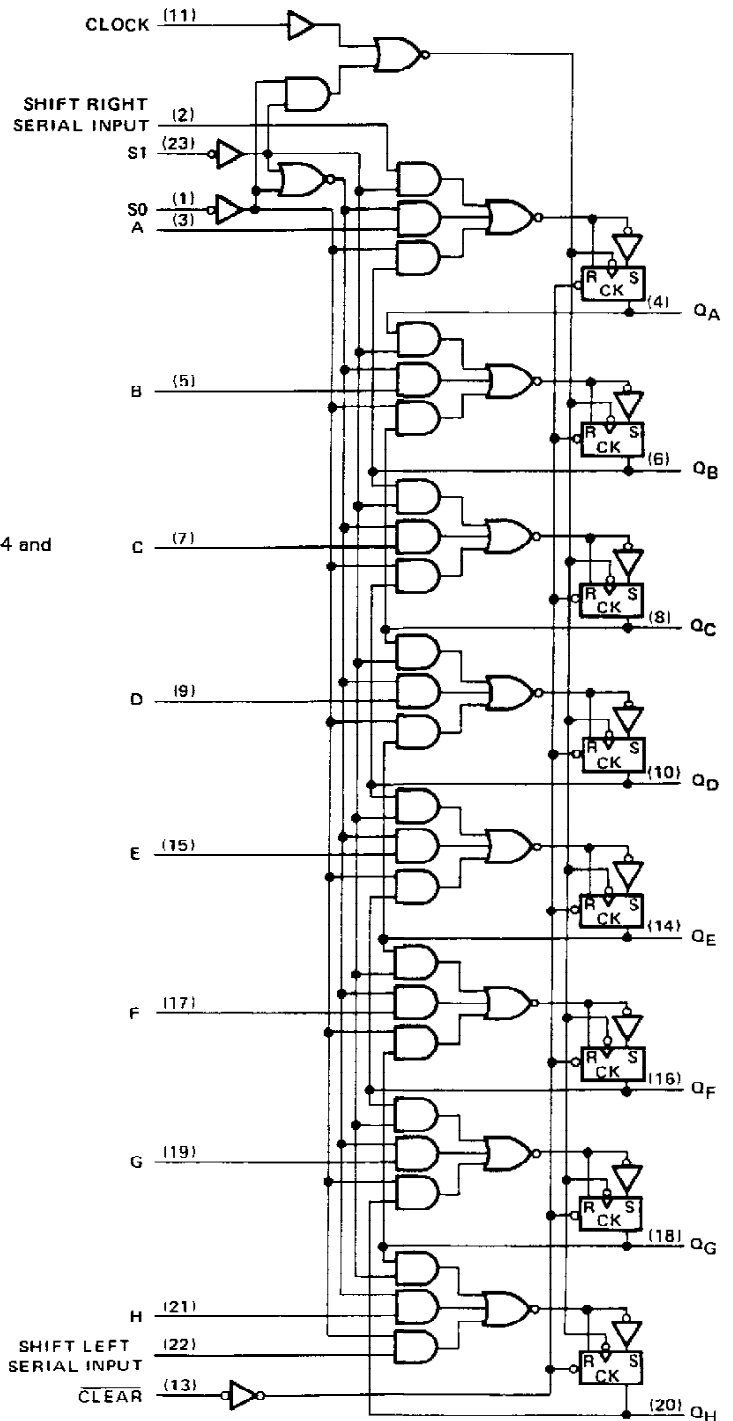 CLOCK (11)
SHIFT RIGHT
SERIAL INPUT (2)
S1 (23)
S0 (1)
A (3)
R CK S
(4) QA
B (5)
R CK S
(6) QB
4 and
C (7)
R CK S
(8) QC
D (9)
R CK S
(10) QD
E (15)
R CK S
(14) QE
F (17)
R CK S
(16) QF
G (19)
R CK S
(18) QG
H (21)
SHIFT LEFT
SERIAL INPUT (22)
R CK S
CLEAR (13)
(20) QH